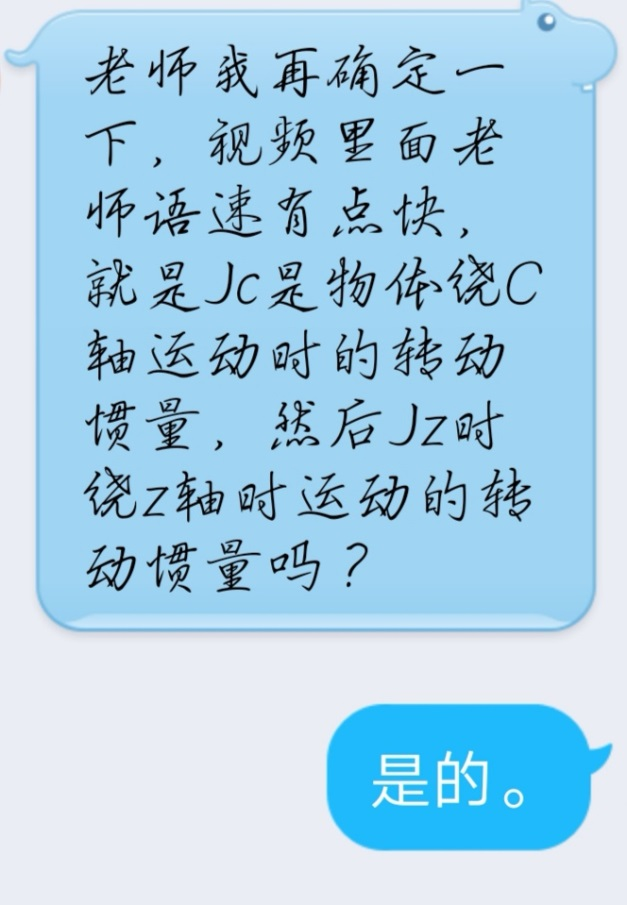 老师我再确定一
下，视频里面老
师语速有点快，
就是Jc是物体绕C
轴运动时的转动
惯量，然后Jz时
绕z轴时运动的转
动惯量吗？
是的。